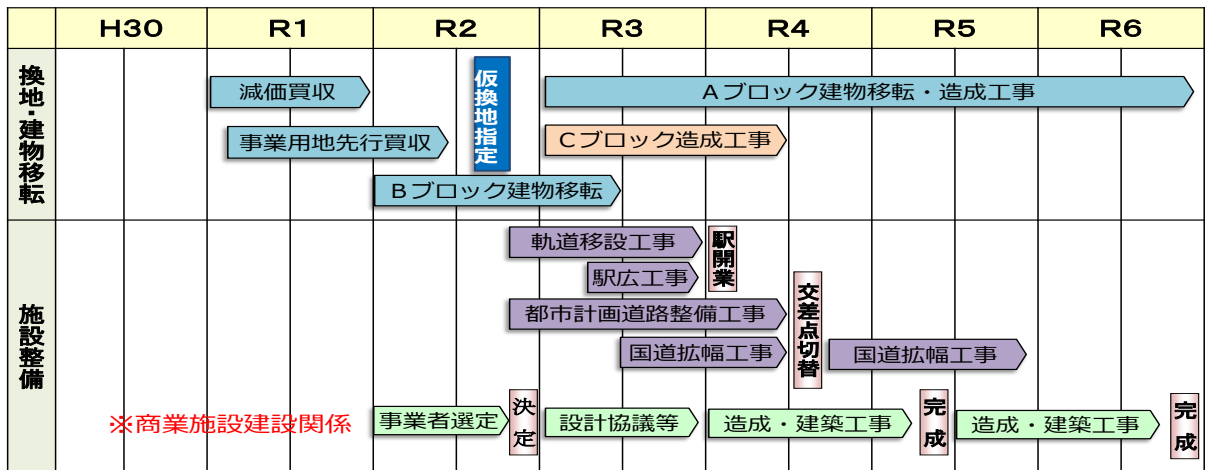 H30 R1 R2 R3 R4 R5 R6
換地・建物移転
減価買収
仮換地指定
Aブロック建物移転・造成工事
事業用地先行買収
Cブロック造成工事
Bブロック建物移転
施設整備
軌道移設工事
駅開業
駅広工事
都市計画道路整備工事
交差点切替
国道拡幅工事
国道拡幅工事
※商業施設建設関係
事業者選定
決定
設計協議等
造成・建築工事
完成
造成・建築工事
完成